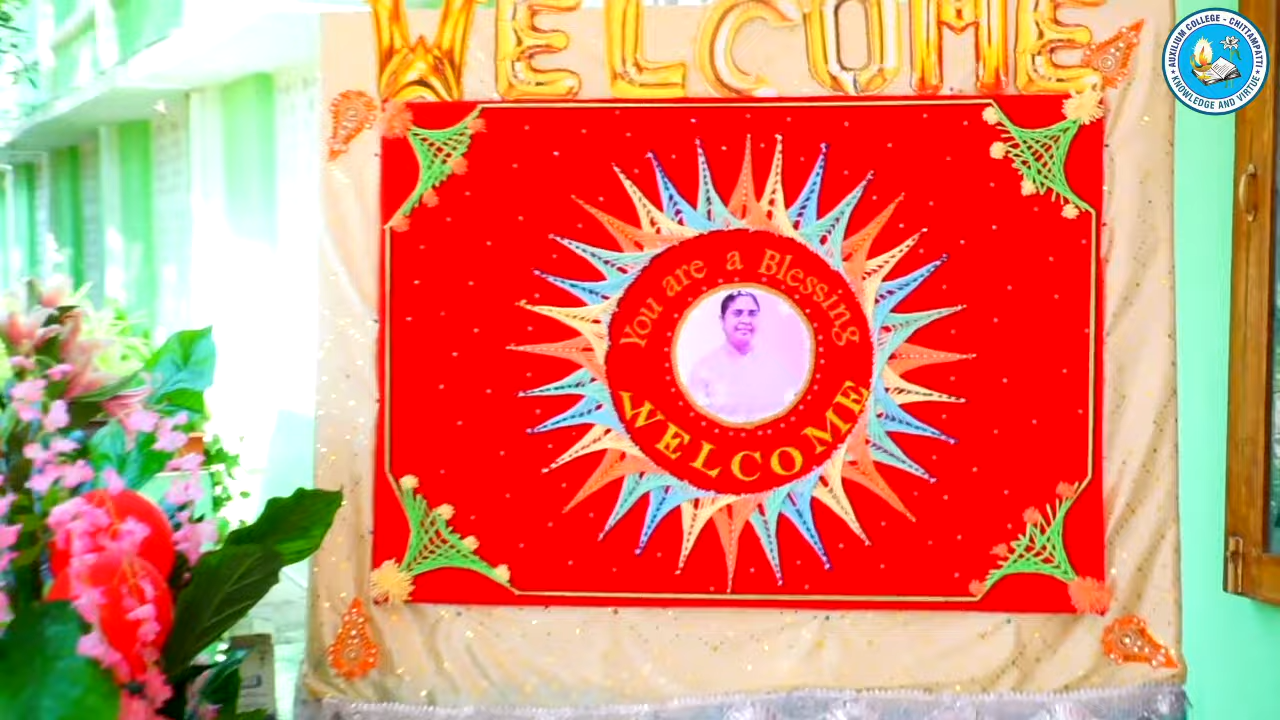 WELCOME
AUXILIUM COLLEGE - CHITTAMPATTI
KNOWLEDGE AND VIRTUE
You are a Blessing
WELCOME